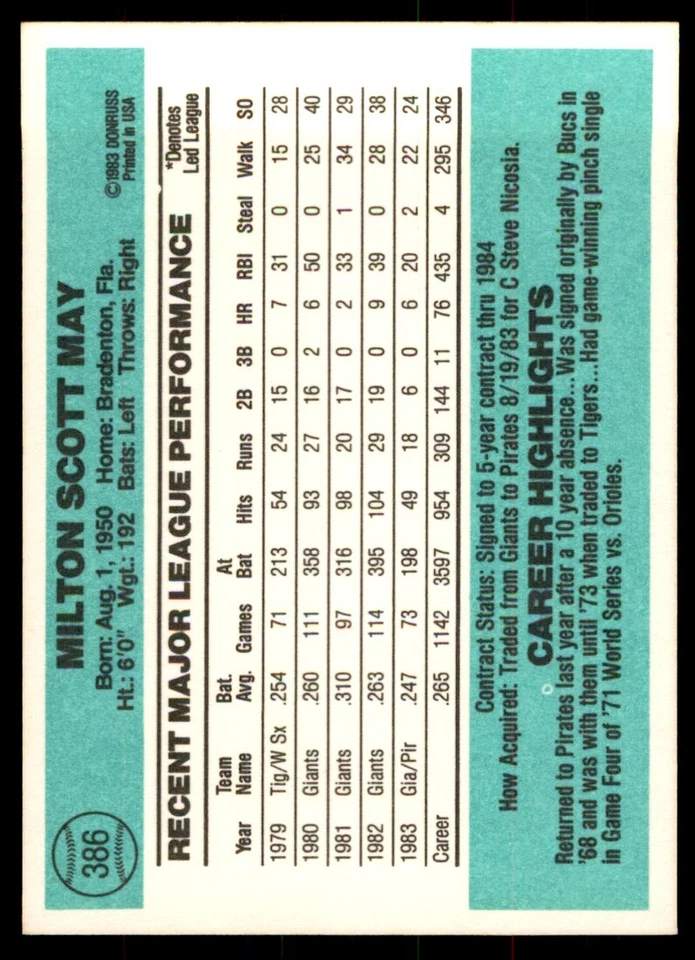 386
MILTON SCOTT MAY
Born: Aug. 1, 1950 Home: Bradenton, Fla.
Ht.: 6'0" Wgt.: 192 Bats: Left Throws: Right
©1983 DONRUSS
Printed in USA
RECENT MAJOR LEAGUE PERFORMANCE
*Denotes
Led League
Year Team Name Bat. Avg. Games At Bat Hits Runs 2B 3B HR RBI Steal Walk SO
1979 Tig/W Sx .254 71 213 54 24 15 0 7 31 0 15 28
1980 Giants .260 111 358 93 27 16 2 6 50 0 25 40
1981 Giants .310 97 316 98 20 17 0 2 33 1 34 29
1982 Giants .263 114 395 104 29 19 0 9 39 0 28 38
1983 Gia/Pir .247 73 198 49 18 6 0 6 20 2 22 24
Career .265 1142 3597 954 309 144 11 76 435 4 295 346
Contract Status: Signed to 5-year contract thru 1984
How Acquired: Traded from Giants to Pirates 8/19/83 for C Steve Nicosia.
CAREER HIGHLIGHTS
Returned to Pirates last year after a 10 year absence...Was signed originally by Bucs in
'68 and was with them until '73 when traded to Tigers...Had game-winning pinch single
in Game Four of '71 World Series vs. Orioles.